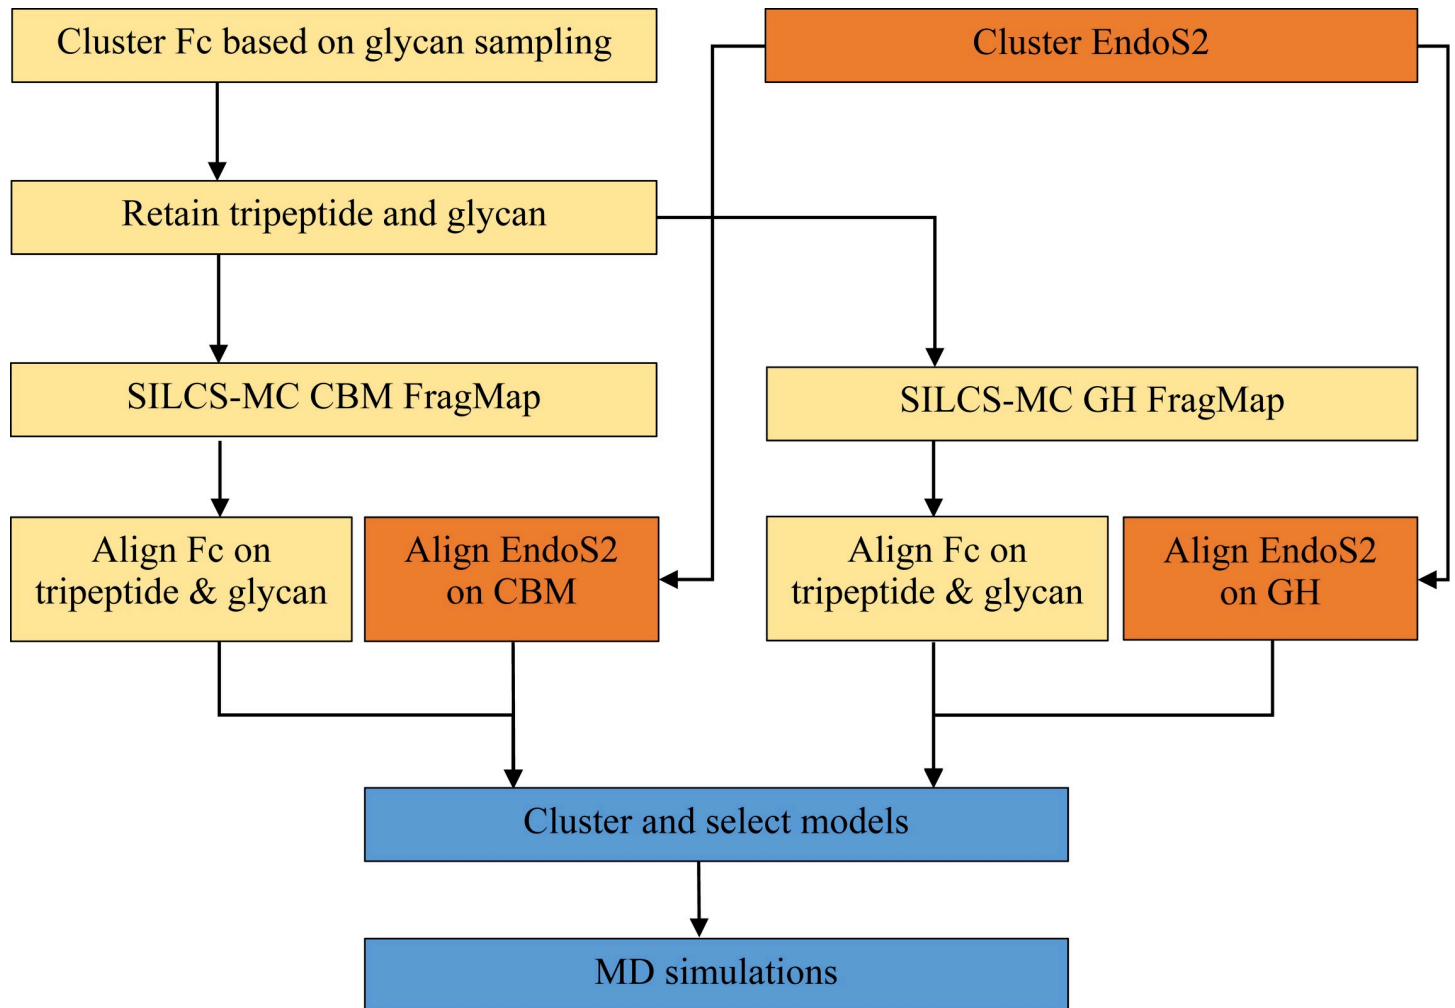 Cluster Fc based on glycan sampling
Cluster EndoS2
Retain tripeptide and glycan
SILCS-MC CBM FragMap
SILCS-MC GH FragMap
Align Fc on
tripeptide & glycan
Align EndoS2
on CBM
Align Fc on
tripeptide & glycan
Align EndoS2
on GH
Cluster and select models
MD simulations